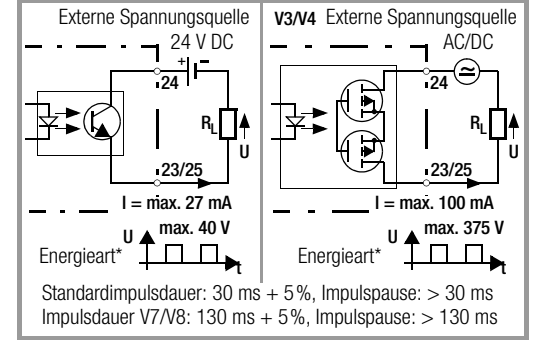 Externe Spannungsquelle
24 V DC
+ –
24
RL
U
23/25
I = max. 27 mA
U max. 40 V
Energieart*
t
V3/V4 Externe Spannungsquelle
AC/DC
24
RL
U
23/25
I = max. 100 mA
U max. 375 V
Energieart*
t
Standardimpulsdauer: 30 ms + 5%, Impulspause: > 30 ms
Impulsdauer V7/V8: 130 ms + 5%, Impulspause: > 130 ms